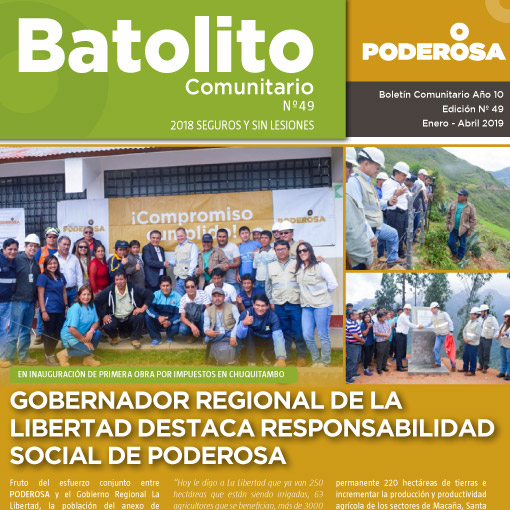 Batolito
Comunitario
Nº49
2018 SEGUROS Y SIN LESIONES
PODEROSA
Boletín Comunitario Año 10
Edición Nº 49
Enero - Abril 2019
¡Compromiso
cumplido!
PODEROSA
EN INAUGURACIÓN DE PRIMERA OBRA POR IMPUESTOS EN CHUQUITAMBO
GOBERNADOR REGIONAL DE LA
LIBERTAD DESTACA RESPONSABILIDAD
SOCIAL DE PODEROSA
Fruto del esfuerzo conjunto entre
PODEROSA y el Gobierno Regional La
Libertad, la población del anexo de
"Hoy le digo a La Libertad que ya van 250
hectáreas que están siendo irrigadas, 63
agricultores que se benefician, más de 3000
permanente 220 hectáreas de tierras e
incrementar la producción y productividad
agrícola de los sectores de Macaña, Santa